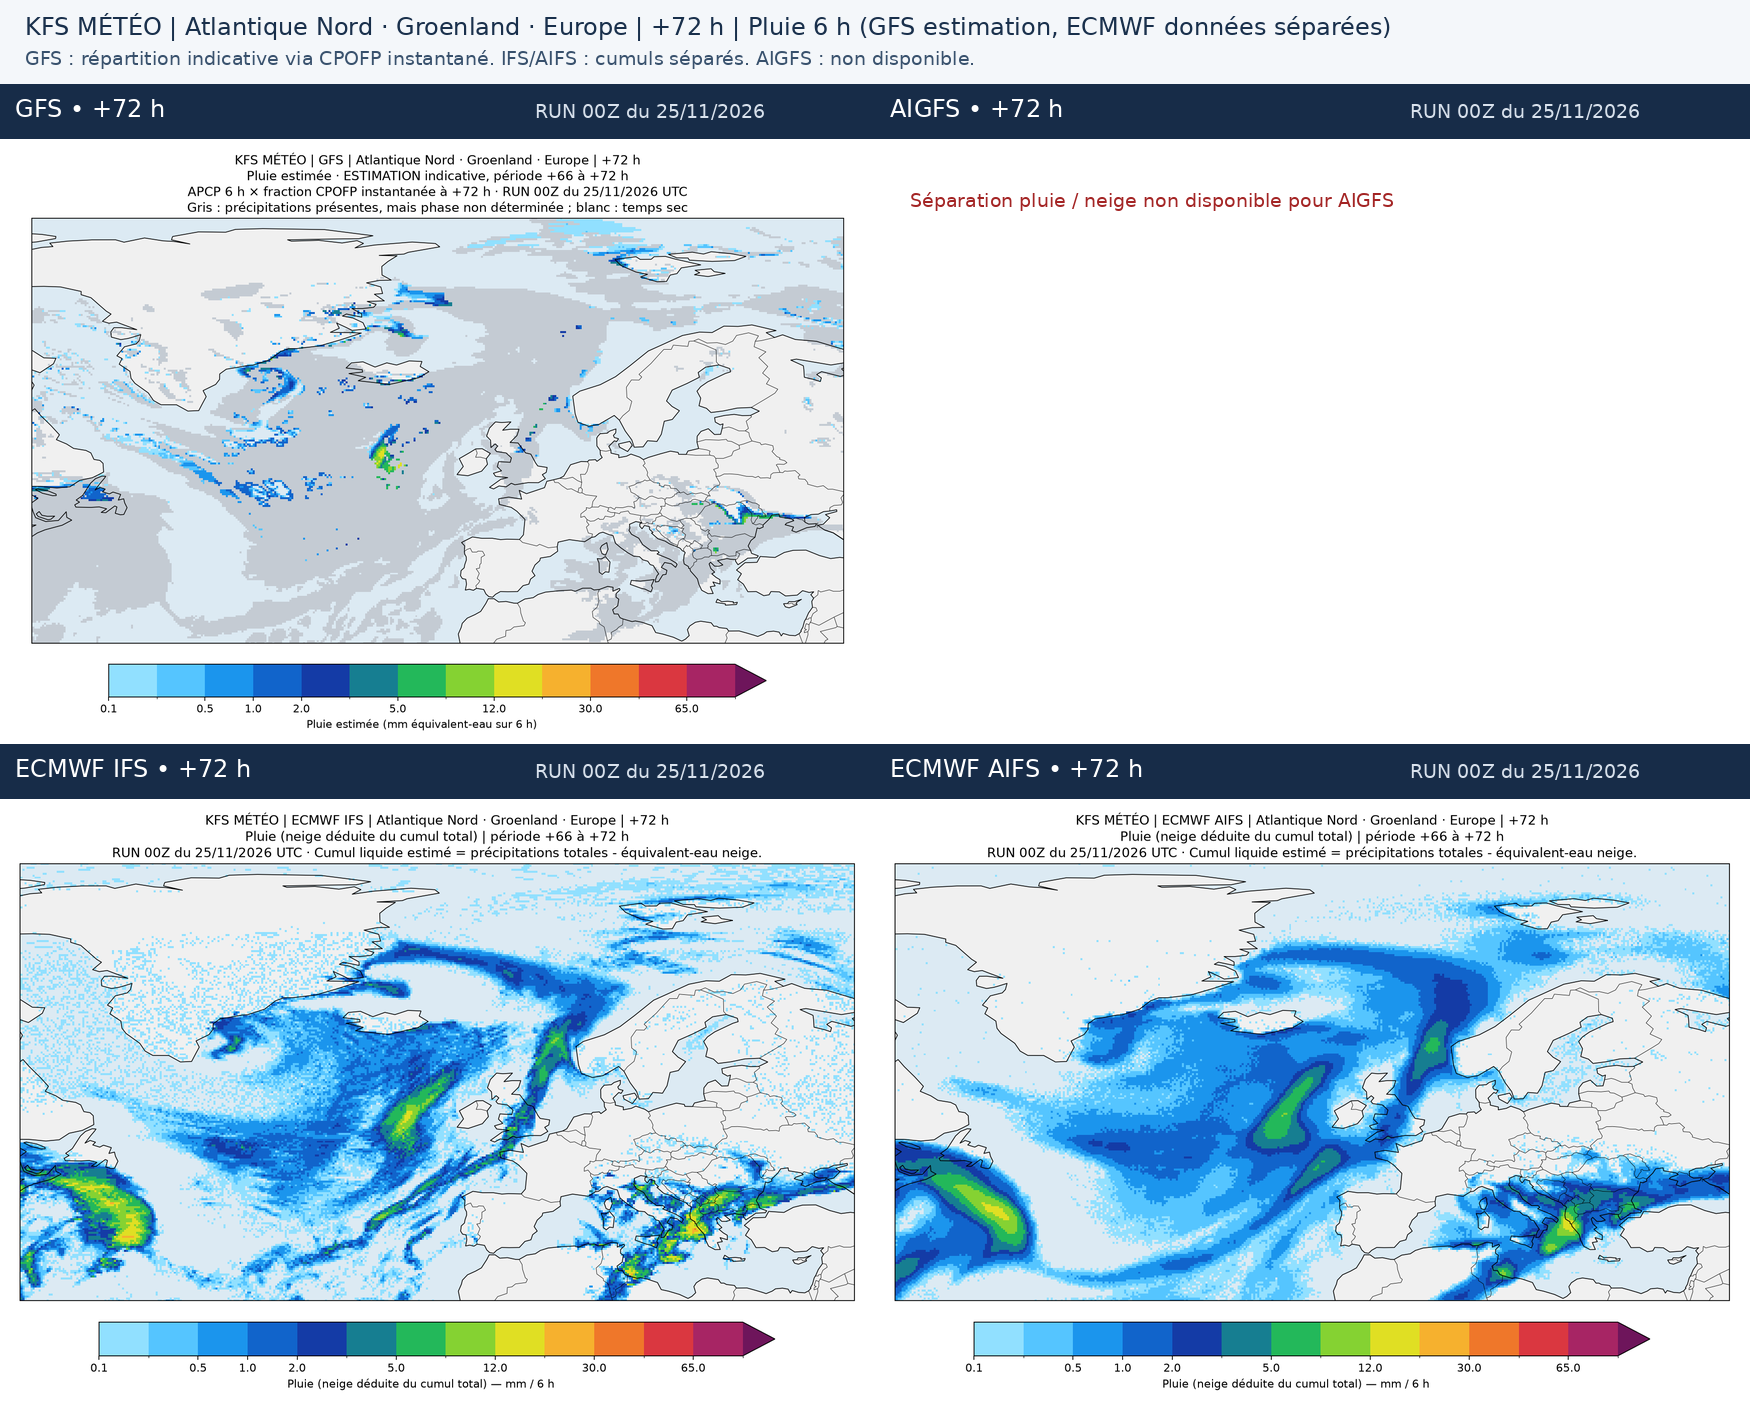 KFS MÉTÉO | Atlantique Nord · Groenland · Europe | +72 h | Pluie 6 h (GFS estimation, ECMWF données séparées)
GFS : répartition indicative via CPOFP instantané. IFS/AIFS : cumuls séparés. AIGFS : non disponible.
GFS • +72 h
RUN 00Z du 25/11/2026
AIGFS • +72 h
RUN 00Z du 25/11/2026
KFS MÉTÉO | GFS | Atlantique Nord · Groenland · Europe | +72 h
Pluie estimée · ESTIMATION indicative, période +66 à +72 h
APCP 6 h × fraction CPOFP instantanée à +72 h · RUN 00Z du 25/11/2026 UTC
Gris : précipitations présentes, mais phase non déterminée ; blanc : temps sec
Séparation pluie / neige non disponible pour AIGFS
0.1 0.5 1.0 2.0 5.0 12.0 30.0 65.0
Pluie estimée (mm équivalent-eau sur 6 h)
ECMWF IFS • +72 h
RUN 00Z du 25/11/2026
ECMWF AIFS • +72 h
RUN 00Z du 25/11/2026
KFS MÉTÉO | ECMWF IFS | Atlantique Nord · Groenland · Europe | +72 h
Pluie (neige déduite du cumul total) | période +66 à +72 h
RUN 00Z du 25/11/2026 UTC · Cumul liquide estimé = précipitations totales - équivalent-eau neige.
0.1 0.5 1.0 2.0 5.0 12.0 30.0 65.0
Pluie (neige déduite du cumul total) — mm / 6 h
KFS MÉTÉO | ECMWF AIFS | Atlantique Nord · Groenland · Europe | +72 h
Pluie (neige déduite du cumul total) | période +66 à +72 h
RUN 00Z du 25/11/2026 UTC · Cumul liquide estimé = précipitations totales - équivalent-eau neige.
0.1 0.5 1.0 2.0 5.0 12.0 30.0 65.0
Pluie (neige déduite du cumul total) — mm / 6 h